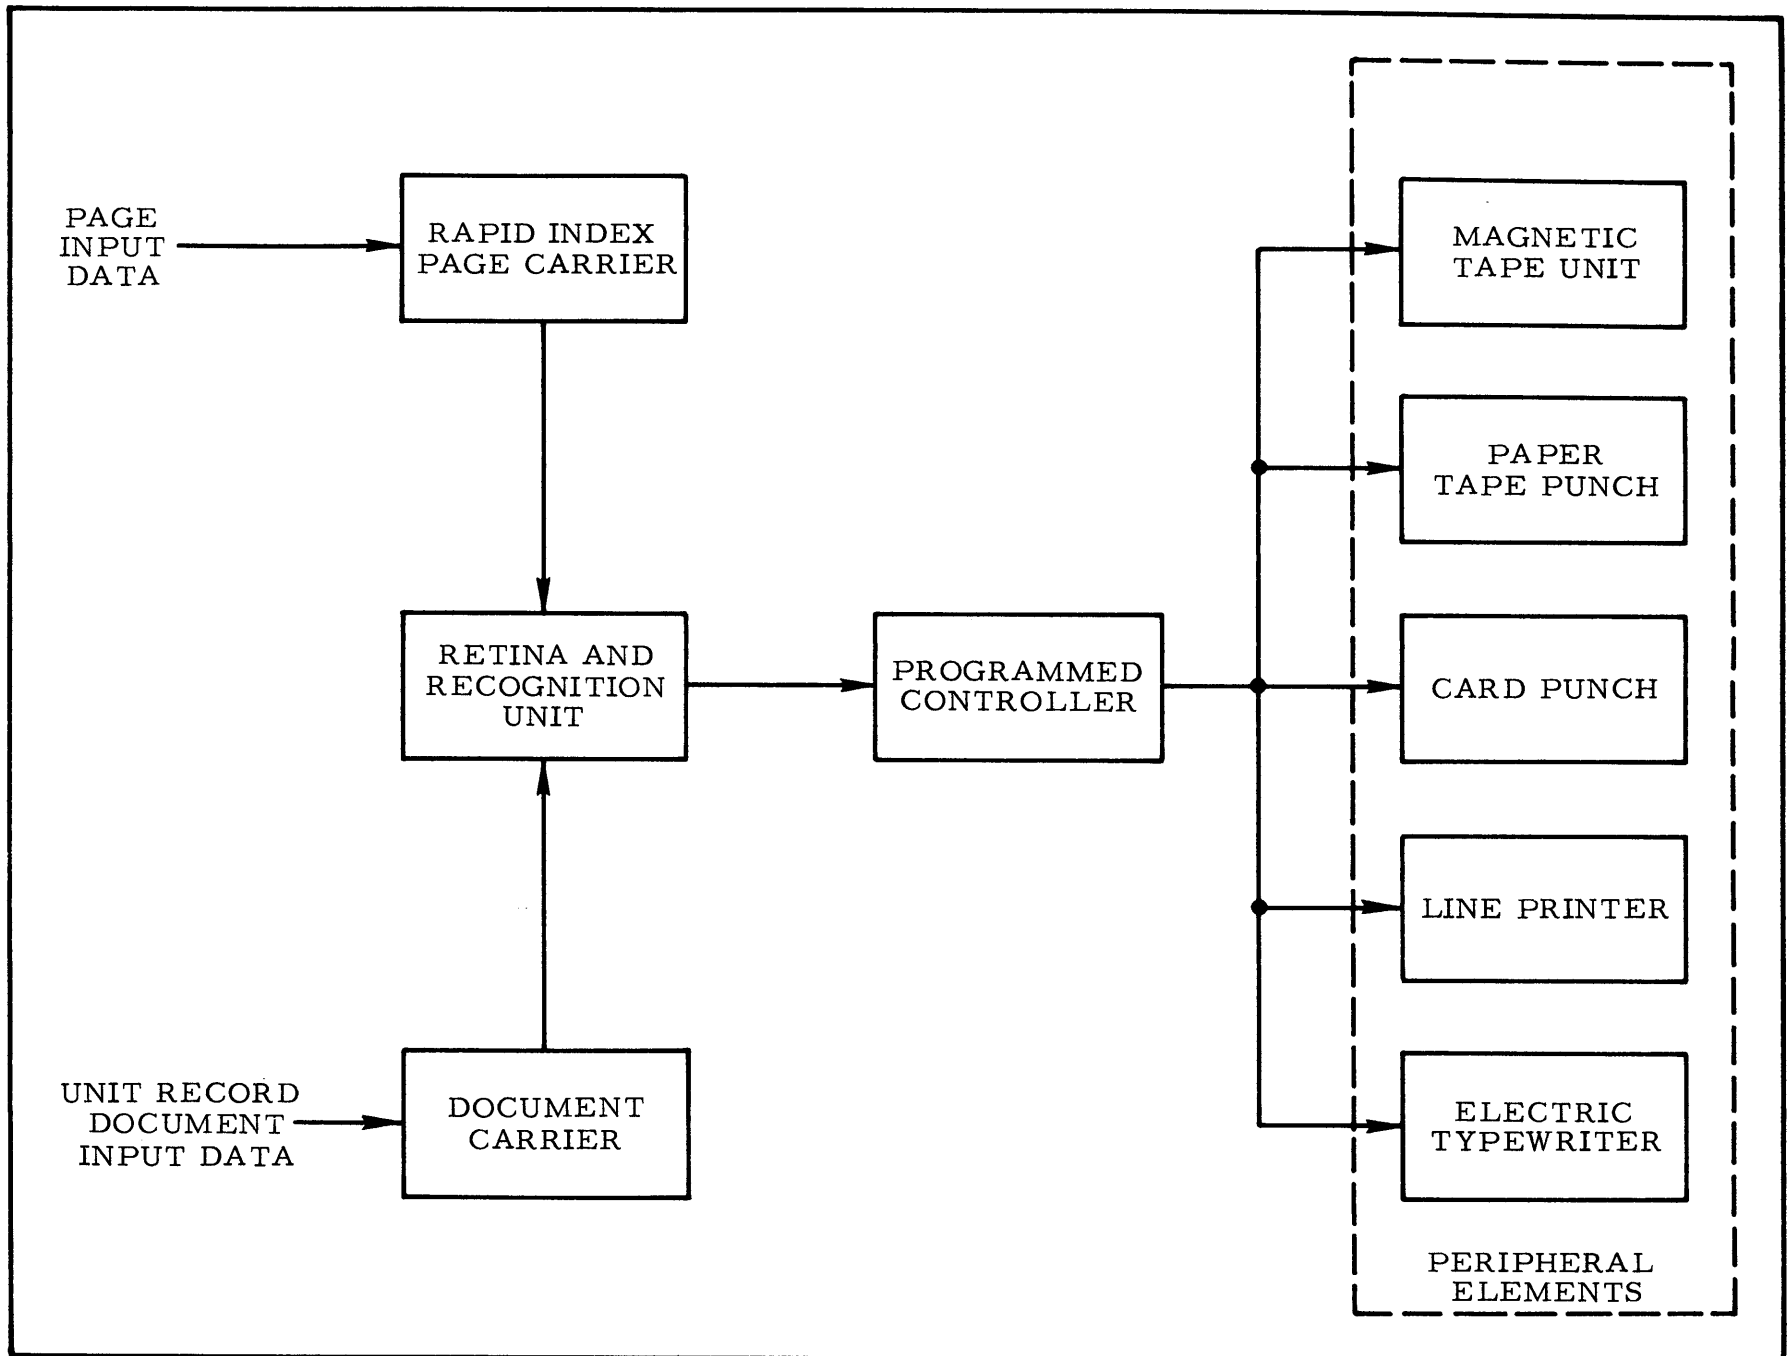 PAGE
INPUT
DATA
RAPID INDEX
PAGE CARRIER
RETINA AND
RECOGNITION
UNIT
UNIT RECORD
DOCUMENT
INPUT DATA
DOCUMENT
CARRIER
PROGRAMMED
CONTROLLER
MAGNETIC
TAPE UNIT
PAPER
TAPE PUNCH
CARD PUNCH
LINE PRINTER
ELECTRIC
TYPEWRITER
PERIPHERAL
ELEMENTS